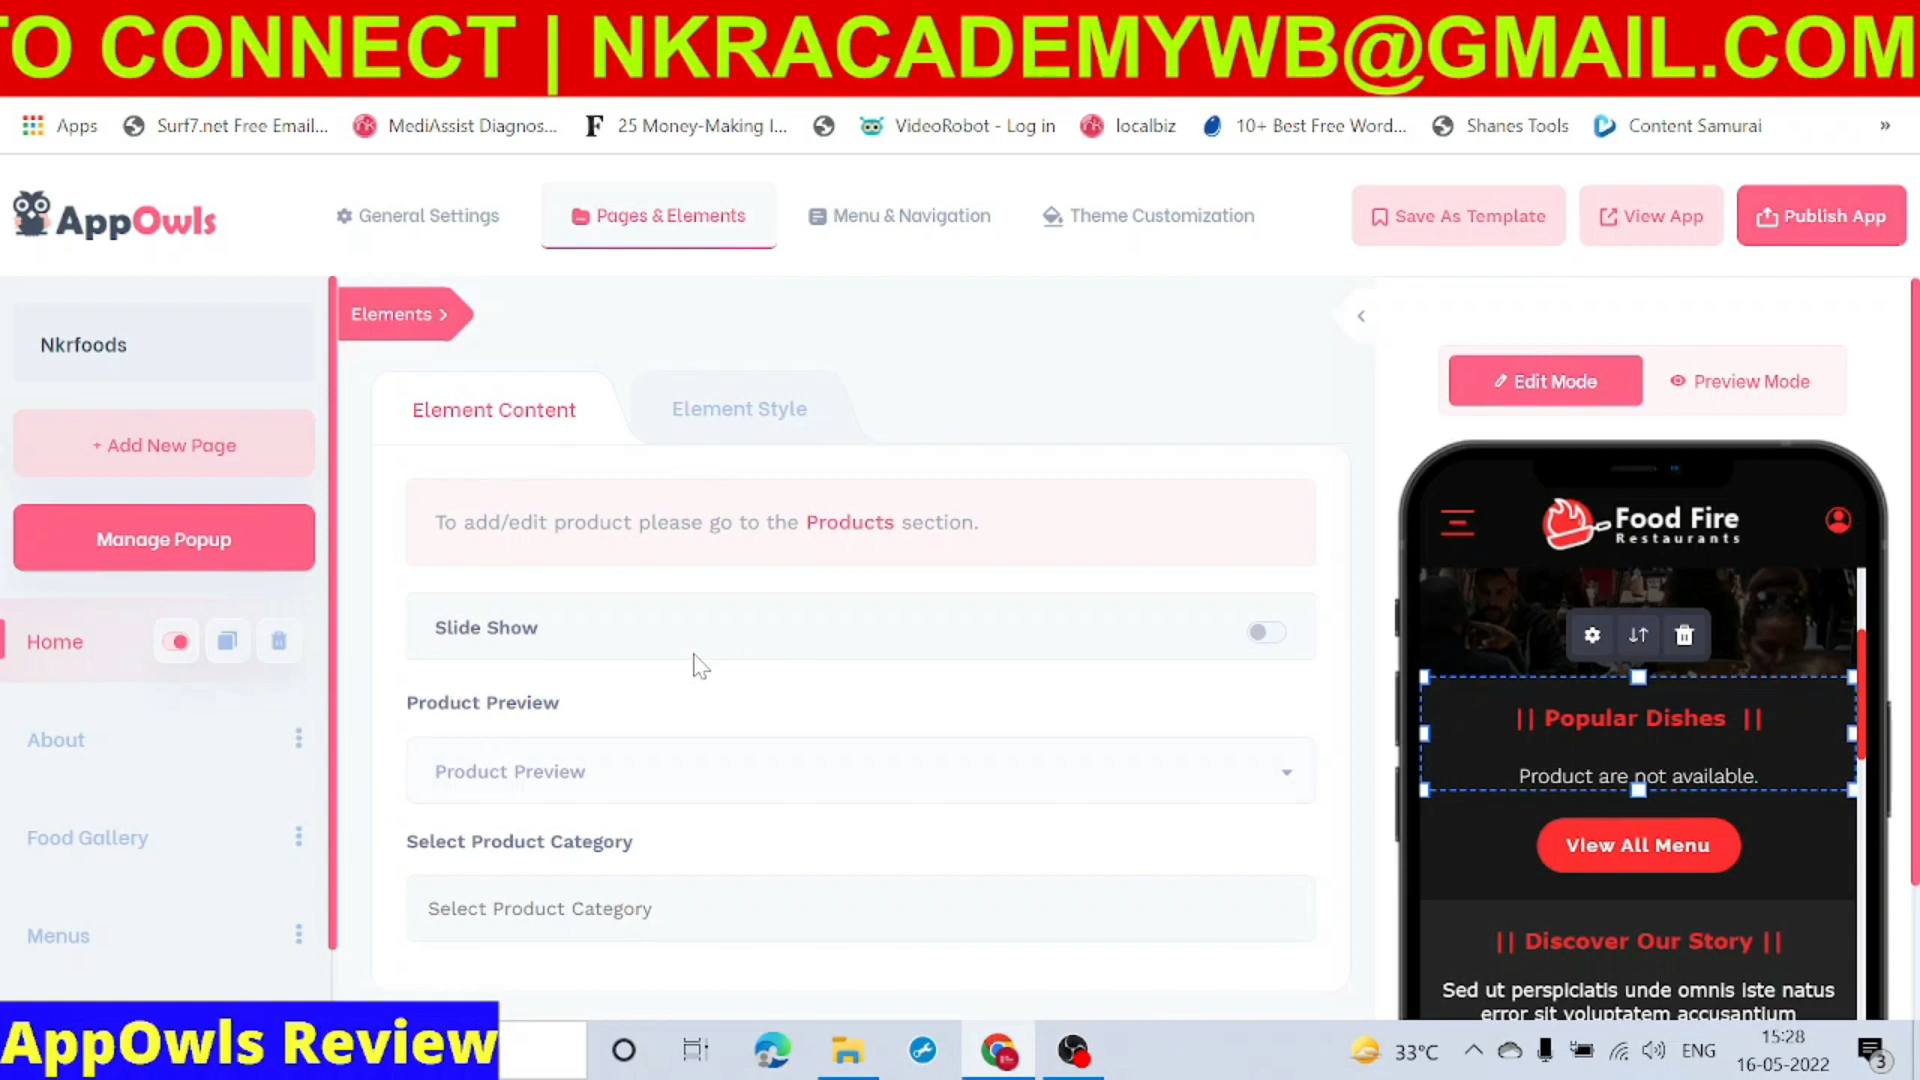 TO CONNECT | NKRACADEMYWB@GMAIL.COM
Apps Surf7.net Free Email... MediAssist Diagnos... 25 Money-Making I... VideoRobot - Log in localbiz 10+ Best Free Word... Shanes Tools Content Samurai »
AppOwls General Settings Pages & Elements Menu & Navigation Theme Customization Save As Template View App Publish App
Elements >
Nkrfoods
+ Add New Page
Manage Popup
Home
About
Food Gallery
Menus
Element Content Element Style
To add/edit product please go to the Products section.
Slide Show
Product Preview
Product Preview
Select Product Category
Select Product Category
Edit Mode Preview Mode
Food Fire
Restaurants
|| Popular Dishes ||
Product are not available.
View All Menu
|| Discover Our Story ||
Sed ut perspiciatis unde omnis iste natus
error sit voluptatem accusantium
AppOwls Review
33°C ENG 15:28
16-05-2022
3